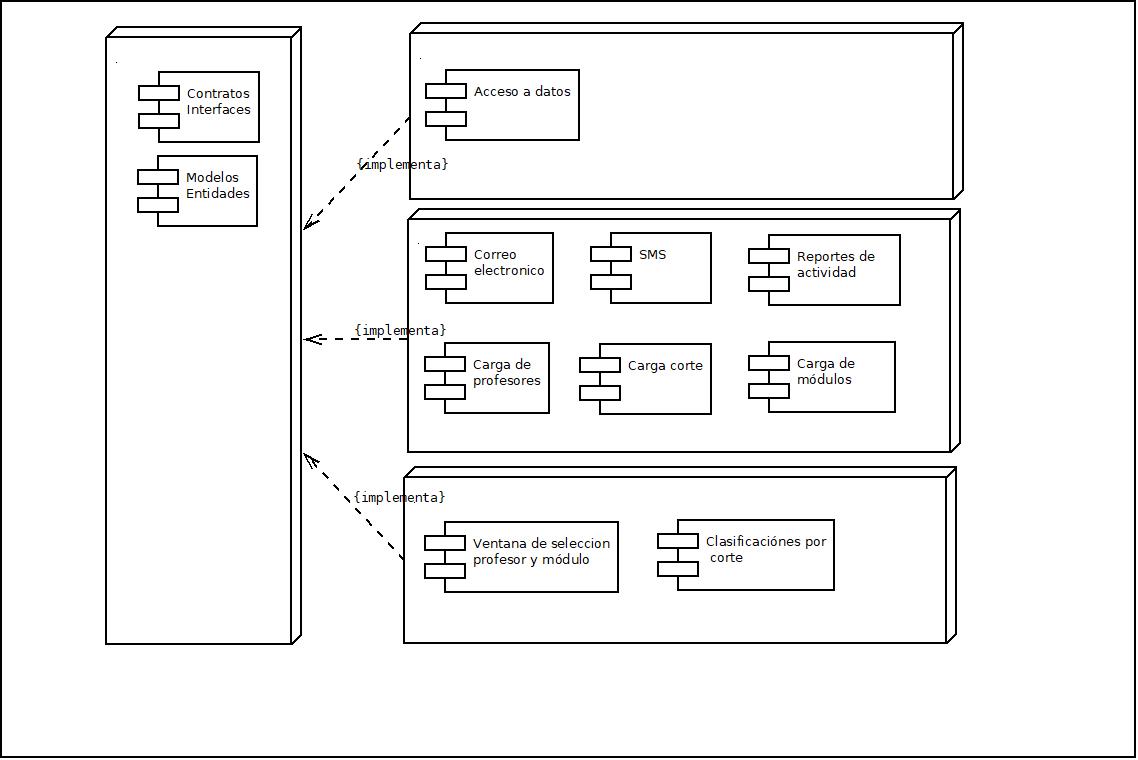 Contratos
Interfaces
Modelos
Entidades
Acceso a datos
{implementa}
Correo
electronico
SMS
Reportes de
actividad
{implementa}
Carga de
profesores
Carga corte
Carga de
módulos
{implementa}
Ventana de seleccion
profesor y módulo
Clasificaciónes por
corte